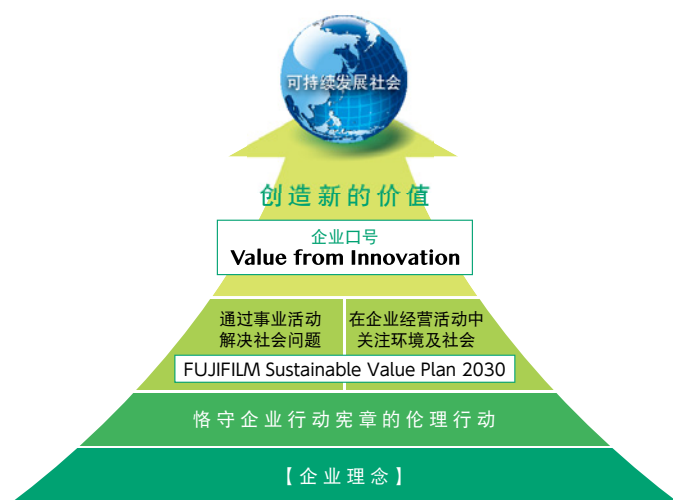 可持续发展社会
创造新的价值
企业口号
Value from Innovation
通过事业活动
解决社会问题
在企业经营活动中
关注环境及社会
FUJIFILM Sustainable Value Plan 2030
恪守企业行动宪章的伦理行动
【企业理念】